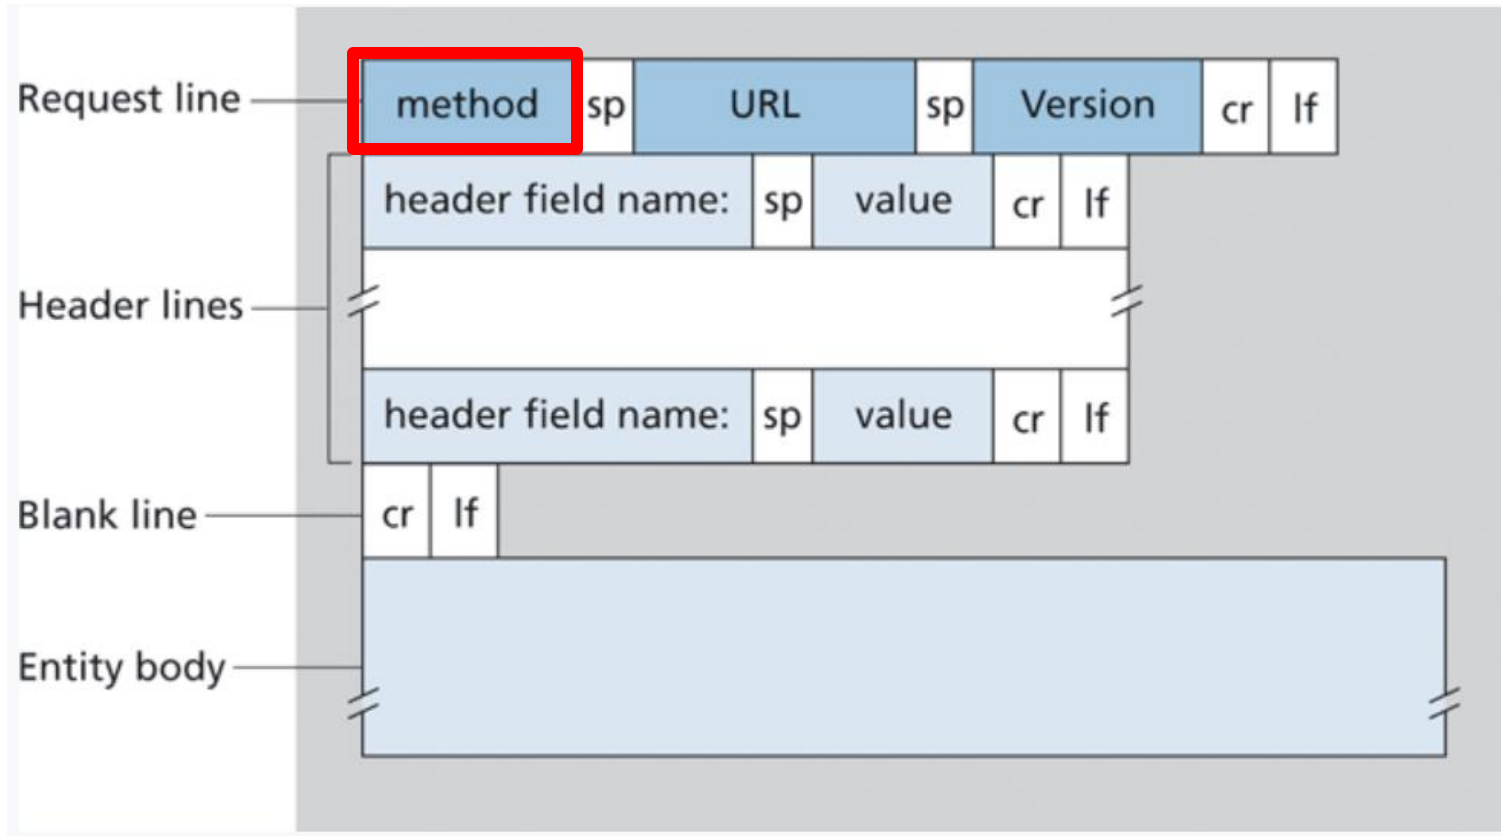 Request line method sp URL sp Version cr lf
header field name: sp value cr lf
Header lines
header field name: sp value cr lf
Blank line cr lf
Entity body